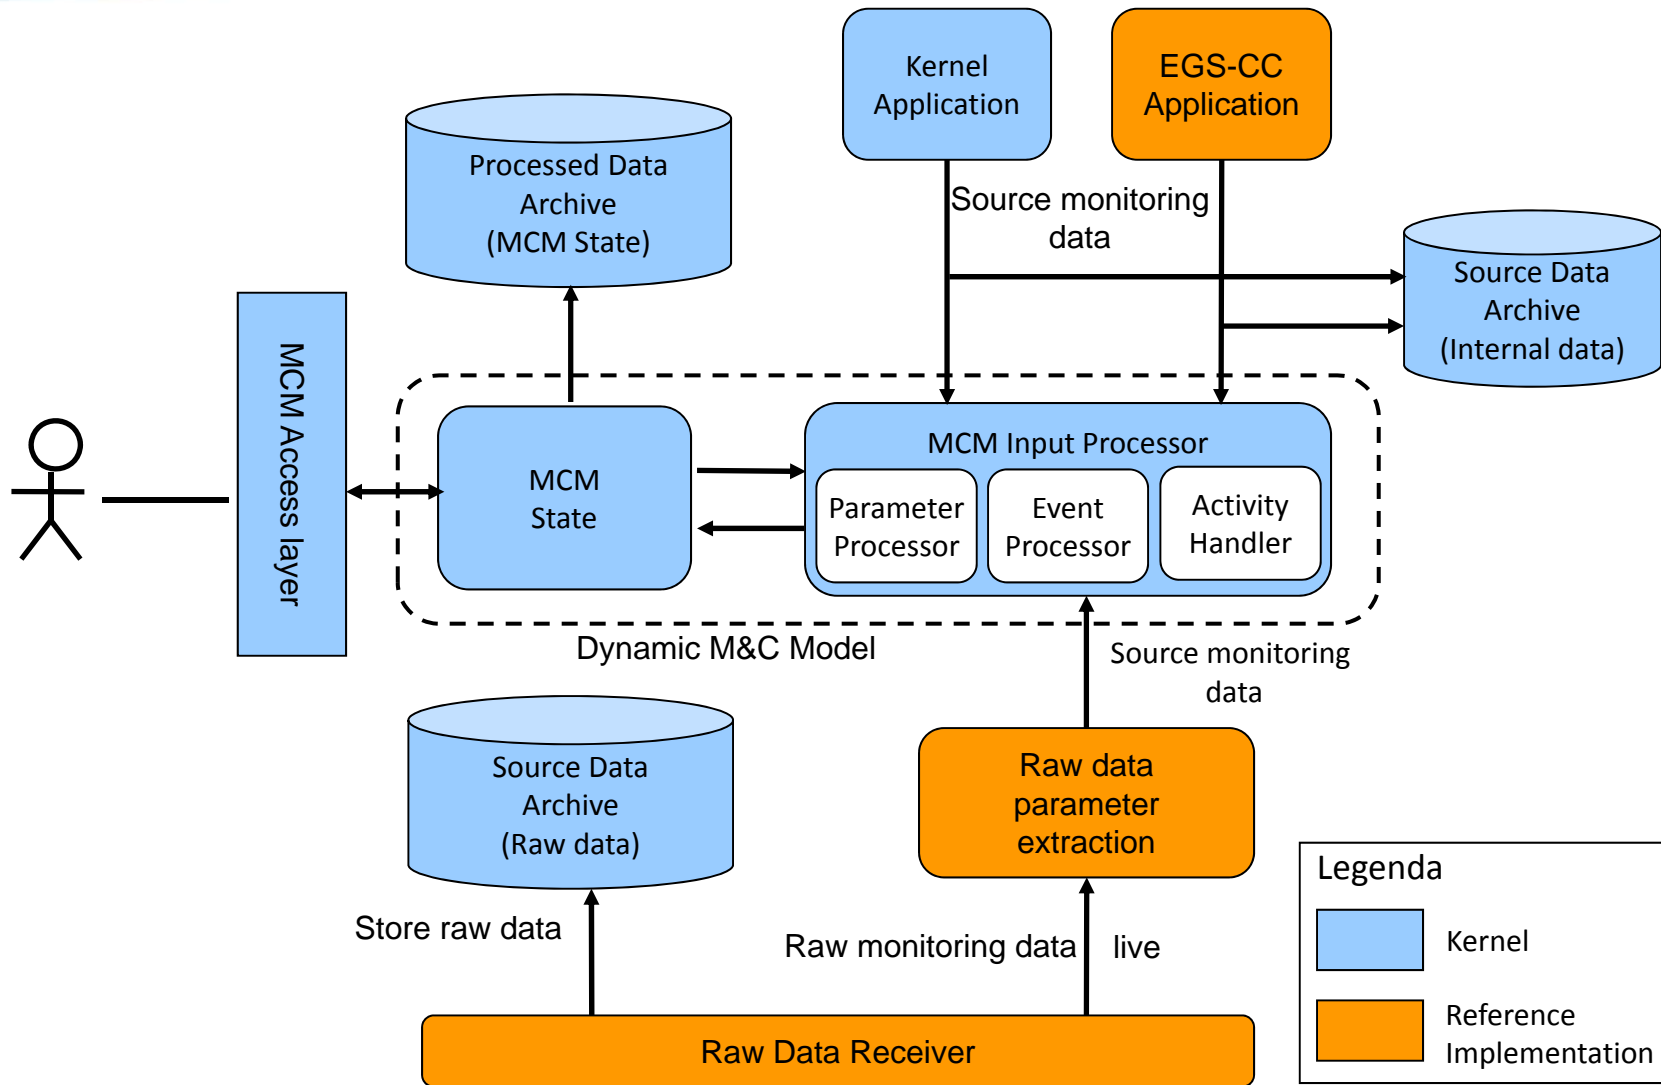 Kernel
Application
EGS-CC
Application
Processed Data
Archive
(MCM State)
Source monitoring
data
Source Data
Archive
(Internal data)
MCM Access layer
MCM
State
MCM Input Processor
Parameter
Processor
Event
Processor
Activity
Handler
Dynamic M&C Model
Source monitoring
data
Source Data
Archive
(Raw data)
Raw data
parameter
extraction
Store raw data
Raw monitoring data
live
Raw Data Receiver
Legenda
Kernel
Reference
Implementation